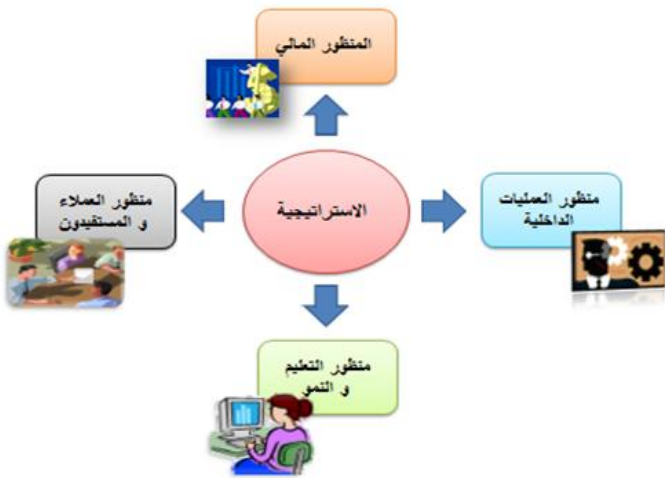 المنظور المالي
منظور العملاء
و المستفيدون
الاستراتيجية
منظور العمليات
الداخلية
منظور التعليم
و النمو